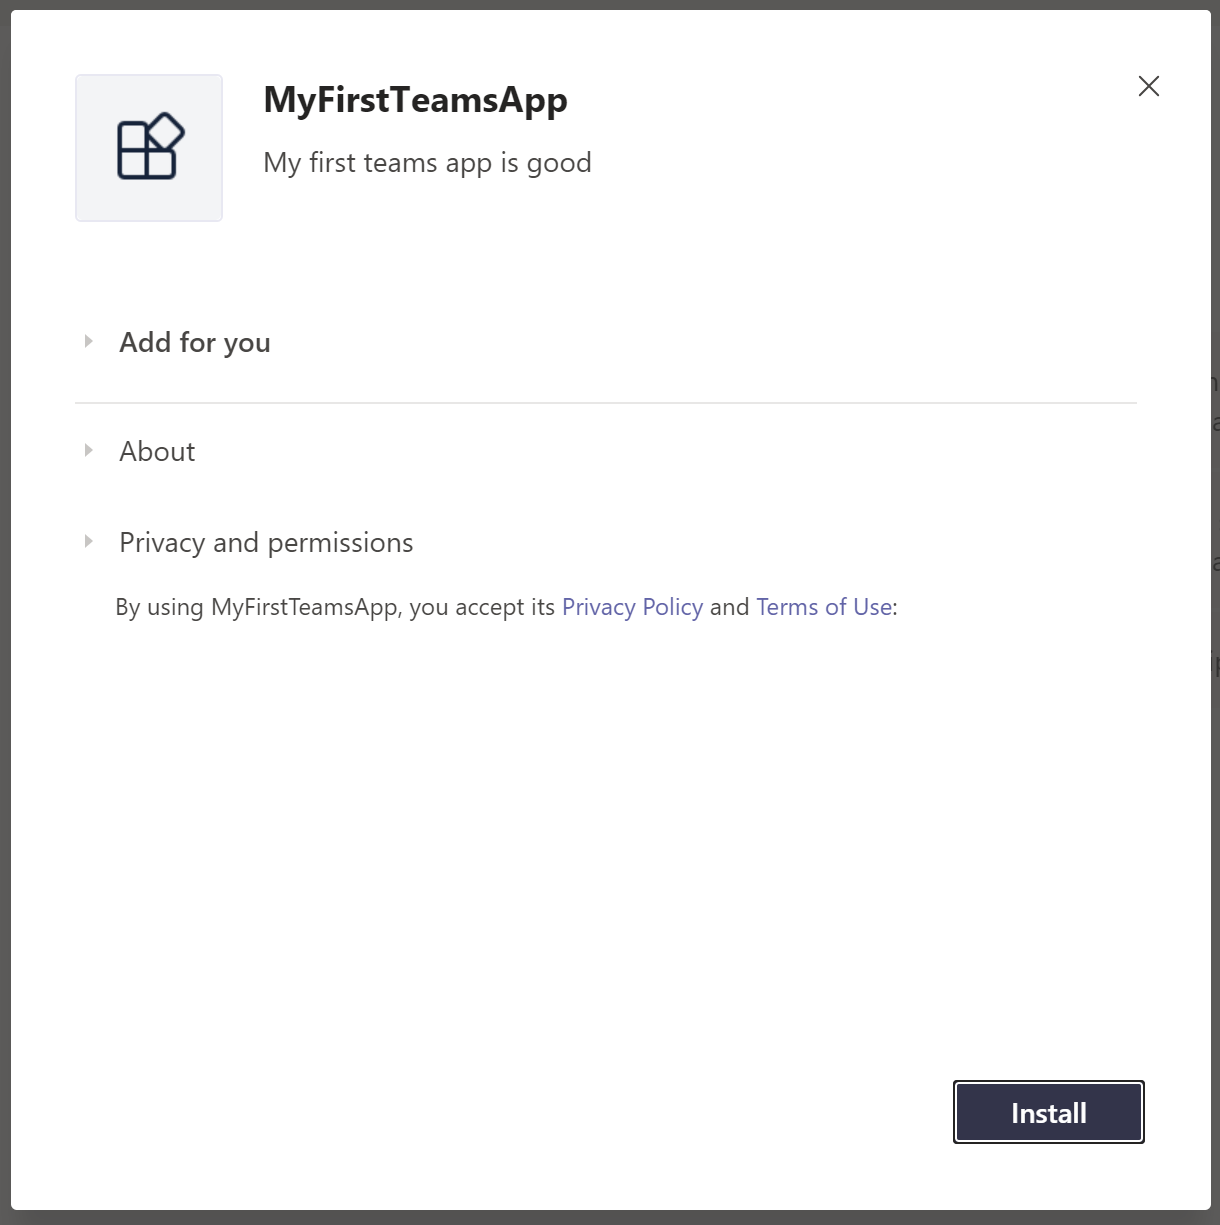 MyFirstTeamsApp
My first teams app is good
Add for you
About
Privacy and permissions
By using MyFirstTeamsApp, you accept its Privacy Policy and Terms of Use:
Install